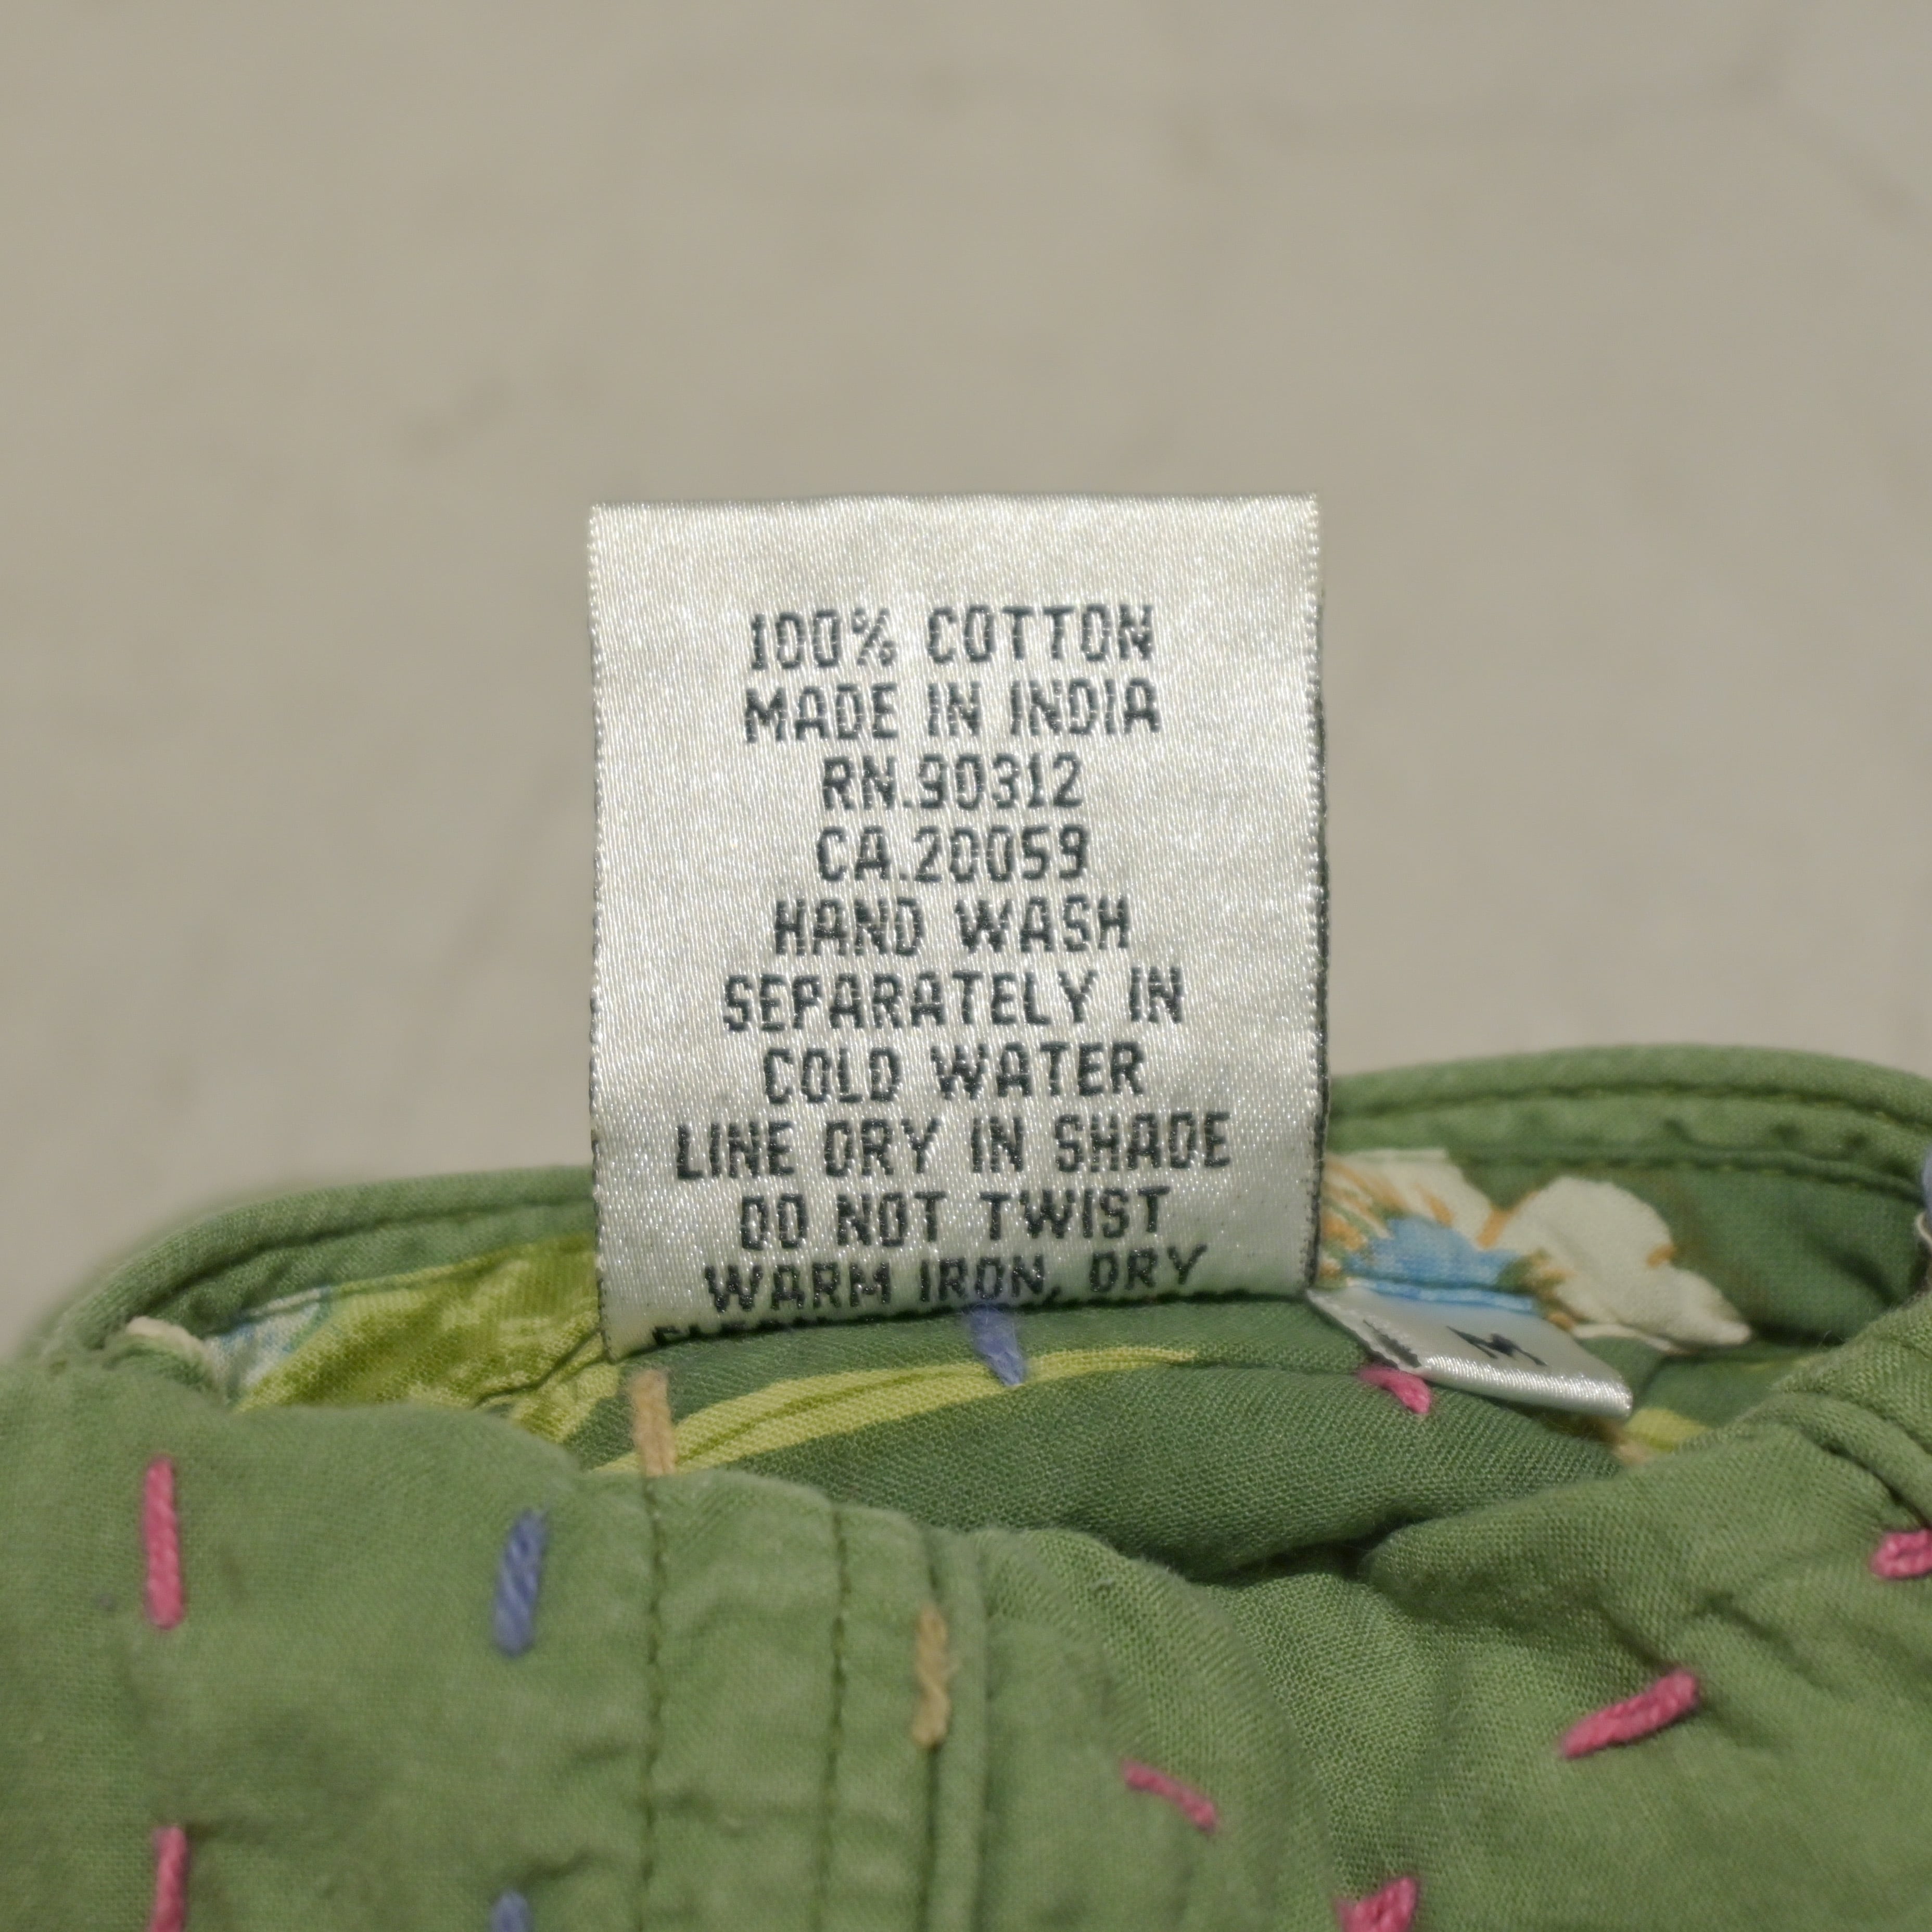 100% COTTON
MADE IN INDIA
RN.90312
CA.20059
HAND WASH
SEPARATELY IN
COLD WATER
LINE DRY IN SHADE
DO NOT TWIST
WARM IRON, DRY
M